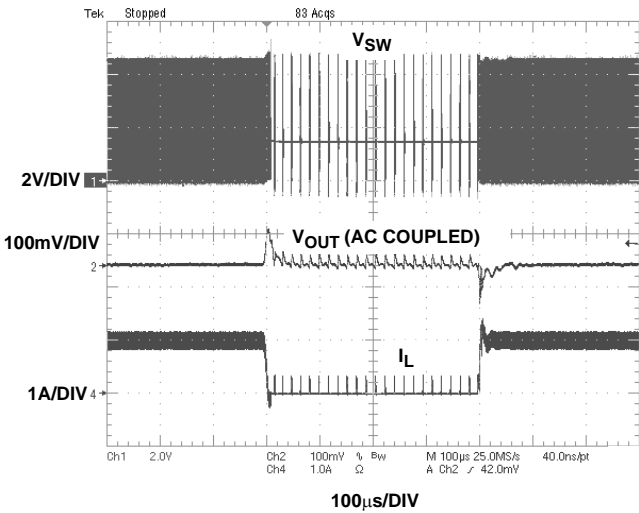 Tek Stopped 83 Acqs
VSW
2V/DIV 1
VOUT (AC COUPLED)
100mV/DIV
2
IL
1A/DIV 4
Ch1 2.0V Ch2 100mV ∿ BW M 100µs 25.0MS/s 40.0ns/pt
Ch4 1.0A Ω A Ch2 ƒ 42.0mV
100µs/DIV